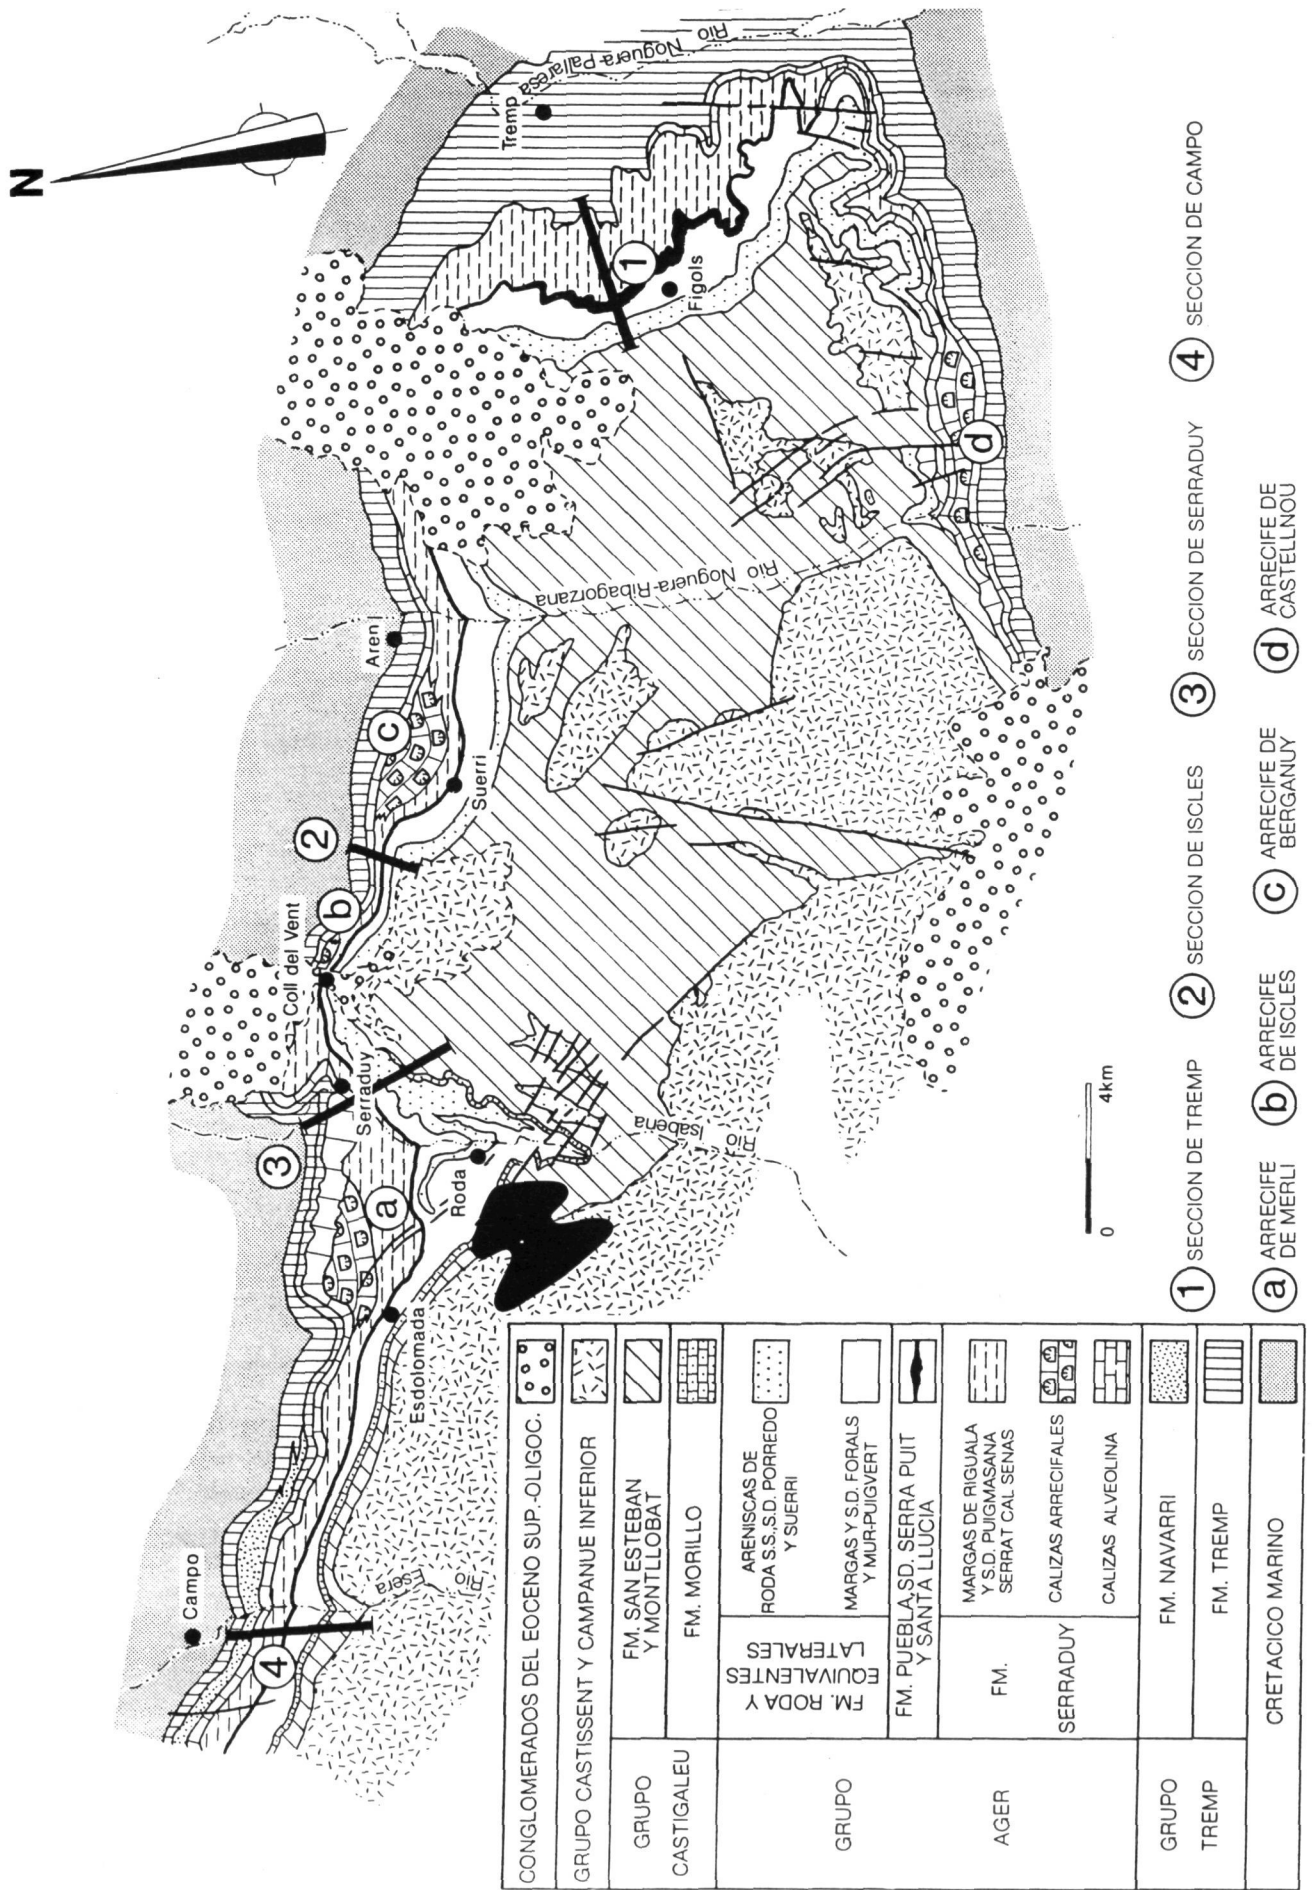 N
Campo
4
Esdolomada
a
Roda
3
Serraduy
Coll del Vent
b
2
Suerri
c
Aren
Tremp
1
Figols
d
Rio Esera
Rio Isabena
Rio Noguera-Ribagorzana
Rio Noguera-Pallaresa
0 4km
CONGLOMERADOS DEL EOCENO SUP.-OLIGOC.
GRUPO CASTISSENT Y CAMPANUE INFERIOR
GRUPO
CASTIGALEU
FM. SAN ESTEBAN
Y MONTLLOBAT
FM. MORILLO
GRUPO
AGER
FM. RODA Y
EQUIVALENTES
LATERALES
ARENISCAS DE
RODA S.S.,S.D. PORREDO
Y SUERRI
MARGAS Y S.D. FORALS
Y MUR-PUIGVERT
FM. PUEBLA,SD. SERRA PUIT
Y SANTA LLUCIA
FM.
SERRADUY
MARGAS DE RIGUALA
Y S.D. PUIGMASANA
SERRAT CAL SENAS
CALIZAS ARRECIFALES
CALIZAS ALVEOLINA
GRUPO
TREMP
FM. NAVARRI
FM. TREMP
CRETACICO MARINO
1 SECCION DE TREMP
2 SECCION DE ISCLES
3 SECCION DE SERRADUY
4 SECCION DE CAMPO
a ARRECIFE
DE MERLI
b ARRECIFE
DE ISCLES
c ARRECIFE DE
BERGANUY
d ARRECIFE DE
CASTELLNOU